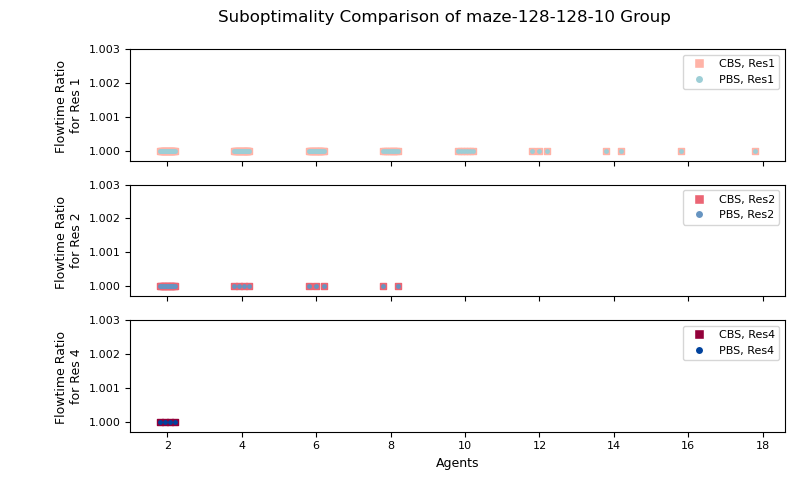 Suboptimality Comparison of maze-128-128-10 Group
Flowtime Ratio
for Res 1
1.003
1.002
1.001
1.000
CBS, Res1
PBS, Res1
Flowtime Ratio
for Res 2
1.003
1.002
1.001
1.000
CBS, Res2
PBS, Res2
Flowtime Ratio
for Res 4
1.003
1.002
1.001
1.000
CBS, Res4
PBS, Res4
2 4 6 8 10 12 14 16 18
Agents